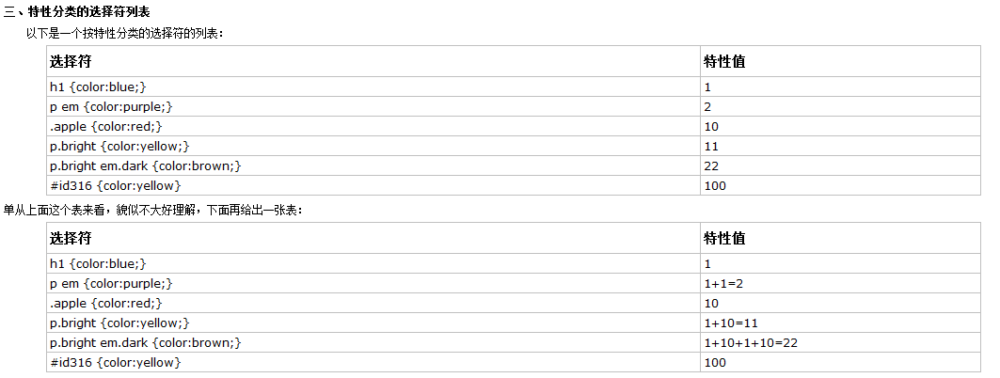 三、特性分类的选择符列表
以下是一个按特性分类的选择符的列表：
选择符 特性值
h1 {color:blue;} 1
p em {color:purple;} 2
.apple {color:red;} 10
p.bright {color:yellow;} 11
p.bright em.dark {color:brown;} 22
#id316 {color:yellow} 100
单从上面这个表来看，貌似不大好理解，下面再给出一张表：
选择符 特性值
h1 {color:blue;} 1
p em {color:purple;} 1+1=2
.apple {color:red;} 10
p.bright {color:yellow;} 1+10=11
p.bright em.dark {color:brown;} 1+10+1+10=22
#id316 {color:yellow} 100